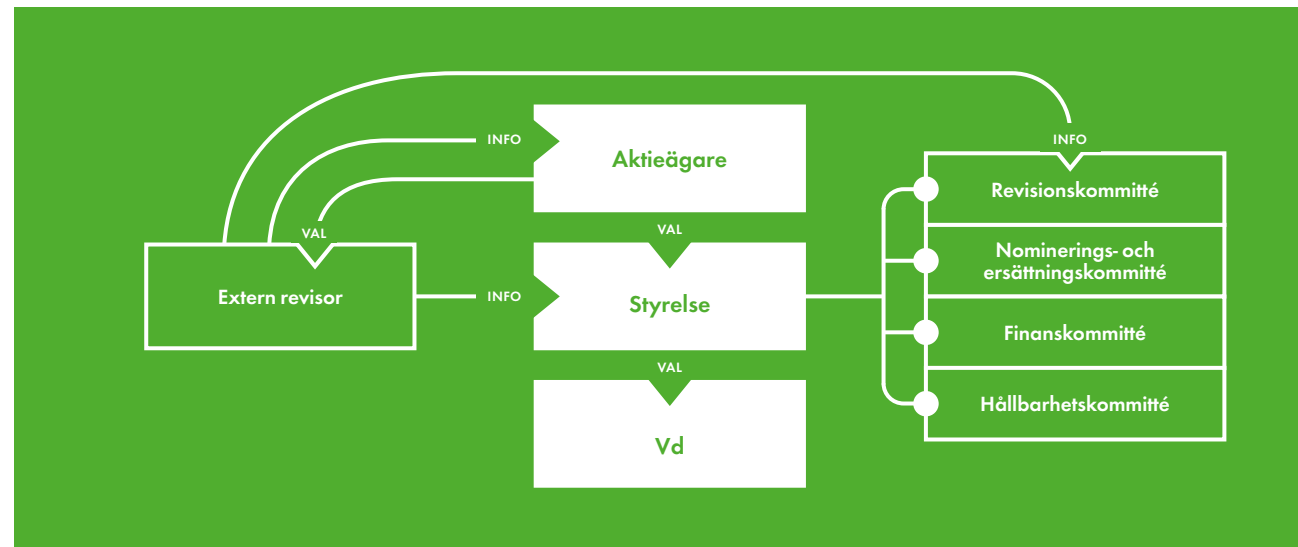 INFO
Aktieägare
INFO
Revisionskommitté
VAL
VAL
Nominerings- och
ersättningskommitté
Extern revisor
INFO
Styrelse
Finanskommitté
VAL
Hållbarhetskommitté
Vd